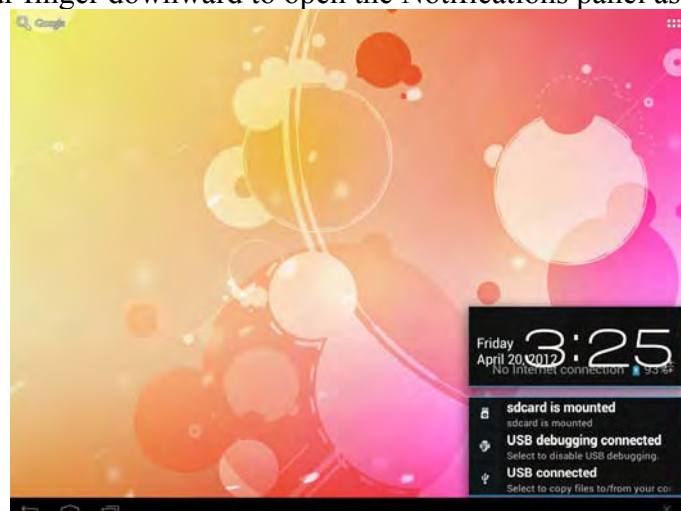 finger downward to open the Notifications panel as
Google
3:25
Friday
April 20, 2012
No Internet connection 93%
sdcard is mounted
sdcard is mounted
USB debugging connected
Select to disable USB debugging.
USB connected
Select to copy files to/from your